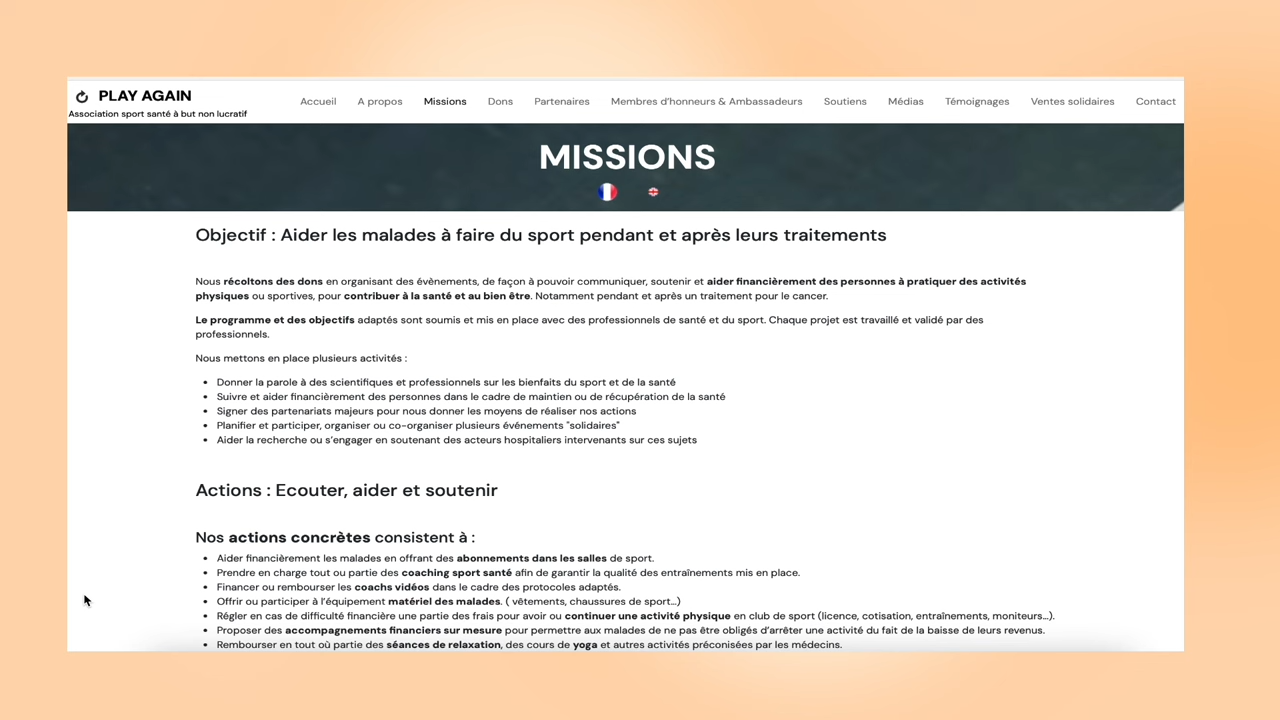 PLAY AGAIN
Association sport santé à but non lucratif
Accueil A propos Missions Dons Partenaires Membres d'honneurs & Ambassadeurs Soutiens Médias Témoignages Ventes solidaires Contact
MISSIONS
Objectif : Aider les malades à faire du sport pendant et après leurs traitements
Nous récoltons des dons en organisant des évènements, de façon à pouvoir communiquer, soutenir et aider financièrement des personnes à pratiquer des activités
physiques ou sportives, pour contribuer à la santé et au bien être. Notamment pendant et après un traitement pour le cancer.
Le programme et des objectifs adaptés sont soumis et mis en place avec des professionnels de santé et du sport. Chaque projet est travaillé et validé par des
professionnels.
Nous mettons en place plusieurs activités :
• Donner la parole à des scientifiques et professionnels sur les bienfaits du sport et de la santé
• Suivre et aider financièrement des personnes dans le cadre de maintien ou de récupération de la santé
• Signer des partenariats majeurs pour nous donner les moyens de réaliser nos actions
• Planifier et participer, organiser ou co-organiser plusieurs événements "solidaires"
• Aider la recherche ou s'engager en soutenant des acteurs hospitaliers intervenants sur ces sujets
Actions : Ecouter, aider et soutenir
Nos actions concrètes consistent à :
• Aider financièrement les malades en offrant des abonnements dans les salles de sport.
• Prendre en charge tout ou partie des coaching sport santé afin de garantir la qualité des entraînements mis en place.
• Financer ou rembourser les coachs vidéos dans le cadre des protocoles adaptés.
• Offrir ou participer à l'équipement matériel des malades. ( vêtements, chaussures de sport…)
• Régler en cas de difficulté financière une partie des frais pour avoir ou continuer une activité physique en club de sport (licence, cotisation, entraînements, moniteurs…).
• Proposer des accompagnements financiers sur mesure pour permettre aux malades de ne pas être obligés d'arrêter une activité du fait de la baisse de leurs revenus.
• Rembourser en tout où partie des séances de relaxation, des cours de yoga et autres activités préconisées par les médecins.